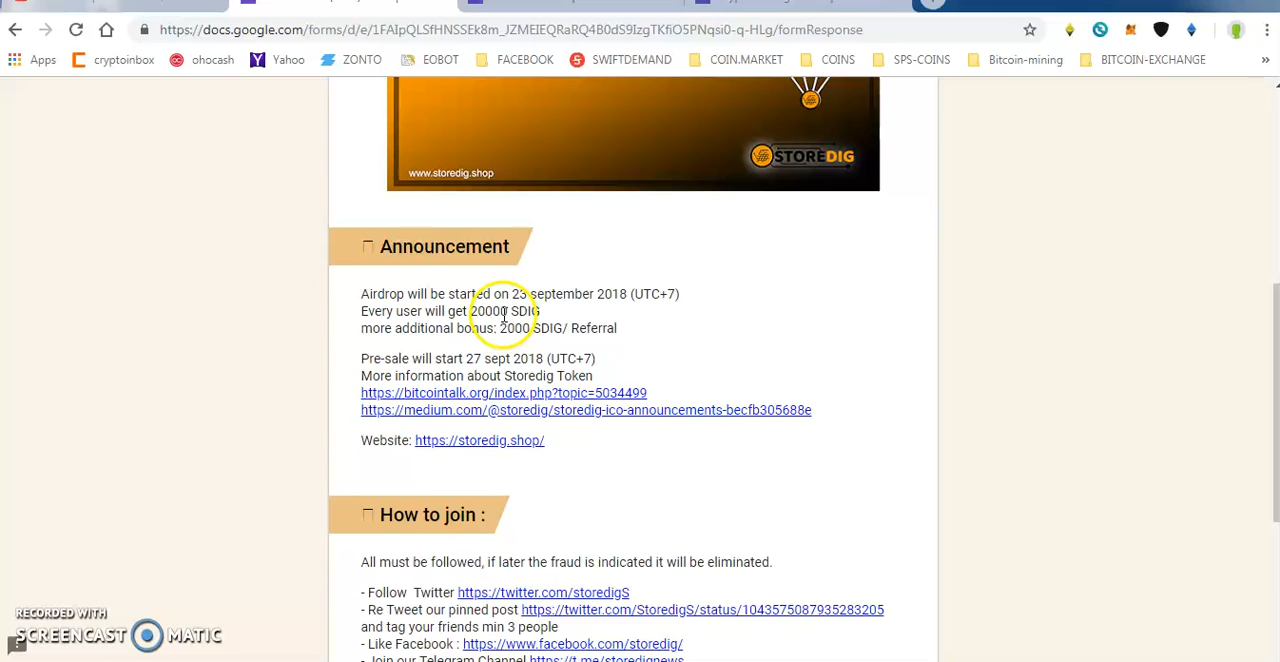 https://docs.google.com/forms/d/e/1FAIpQLSfHNSSEk8m_JZMEIEQRaRQ4B0dS9IzgTKfiO5PNqsi0-q-HLg/formResponse
Apps cryptoinbox ohocash Yahoo ZONTO EOBOT FACEBOOK SWIFTDEMAND COIN.MARKET COINS SPS-COINS Bitcoin-mining BITCOIN-EXCHANGE »
STOREDIG
www.storedig.shop
Announcement
Airdrop will be started on 23 september 2018 (UTC+7)
Every user will get 20000 SDIG
more additional bonus: 2000 SDIG/ Referral
Pre-sale will start 27 sept 2018 (UTC+7)
More information about Storedig Token
https://bitcointalk.org/index.php?topic=5034499
https://medium.com/@storedig/storedig-ico-announcements-becfb305688e
Website: https://storedig.shop/
How to join :
All must be followed, if later the fraud is indicated it will be eliminated.
- Follow Twitter https://twitter.com/storedigS
- Re Tweet our pinned post https://twitter.com/StoredigS/status/1043575087935283205
and tag your friends min 3 people
- Like Facebook : https://www.facebook.com/storedig/
- Join our Telegram Channel https://t.me/storedignews
RECORDED WITH
SCREENCAST MATIC